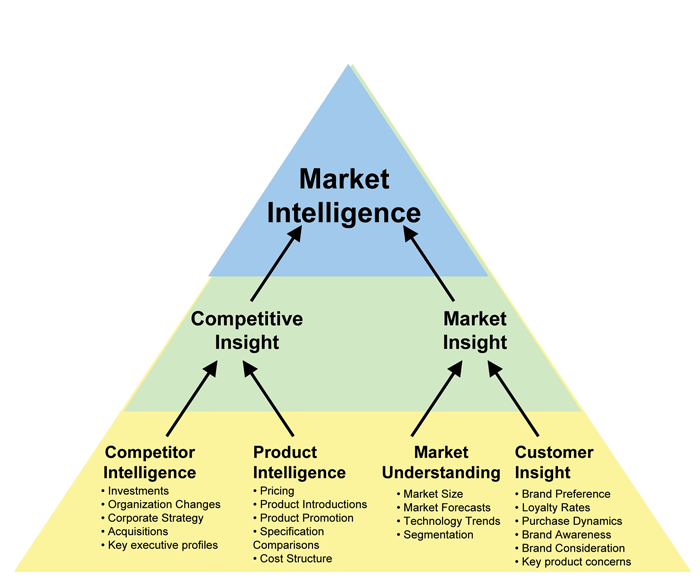 Market
Intelligence
Competitive
Insight
Market
Insight
Competitor
Intelligence
• Investments
• Organization Changes
• Corporate Strategy
• Acquisitions
• Key executive profiles
Product
Intelligence
• Pricing
• Product Introductions
• Product Promotion
• Specification
Comparisons
• Cost Structure
Market
Understanding
• Market Size
• Market Forecasts
• Technology Trends
• Segmentation
Customer
Insight
• Brand Preference
• Loyalty Rates
• Purchase Dynamics
• Brand Awareness
• Brand Consideration
• Key product concerns